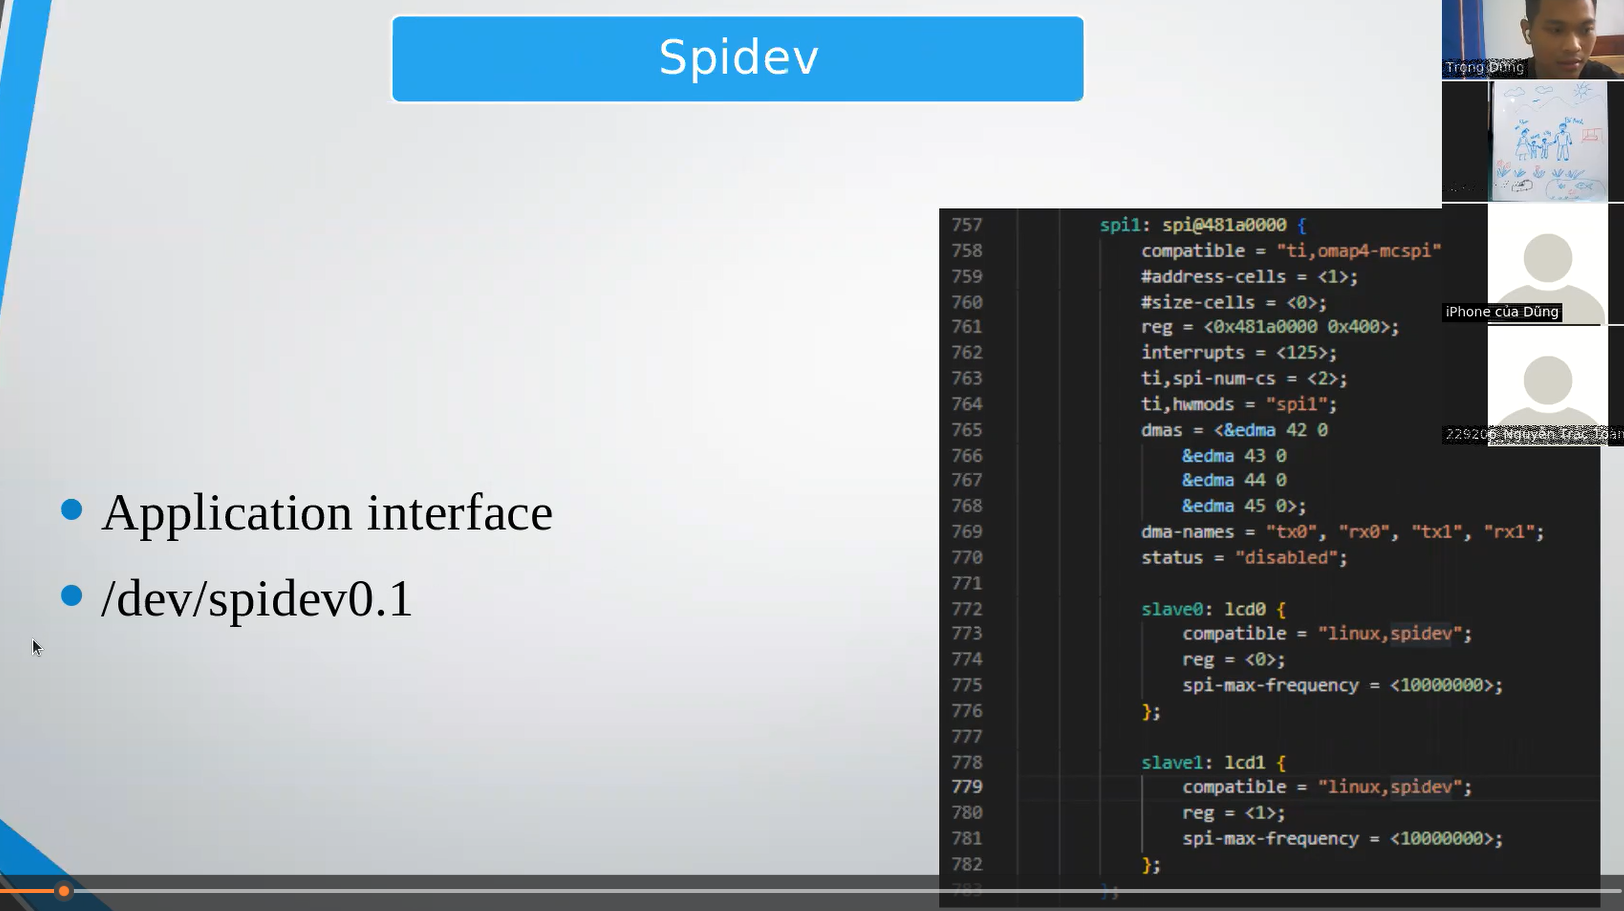 Spidev
Application interface
/dev/spidev0.1
757 spi1: spi@481a0000 {
758 compatible = "ti,omap4-mcspi"
759 #address-cells = <1>;
760 #size-cells = <0>;
761 reg = <0x481a0000 0x400>;
762 interrupts = <125>;
763 ti,spi-num-cs = <2>;
764 ti,hwmods = "spi1";
765 dmas = <&edma 42 0
766 &edma 43 0
767 &edma 44 0
768 &edma 45 0>;
769 dma-names = "tx0", "rx0", "tx1", "rx1";
770 status = "disabled";
771
772 slave0: lcd0 {
773 compatible = "linux,spidev";
774 reg = <0>;
775 spi-max-frequency = <10000000>;
776 };
777
778 slave1: lcd1 {
779 compatible = "linux,spidev";
780 reg = <1>;
781 spi-max-frequency = <10000000>;
782 };
783 };
Trọng Dũng
iPhone của Dũng
229206 Nguyen Trac Toan